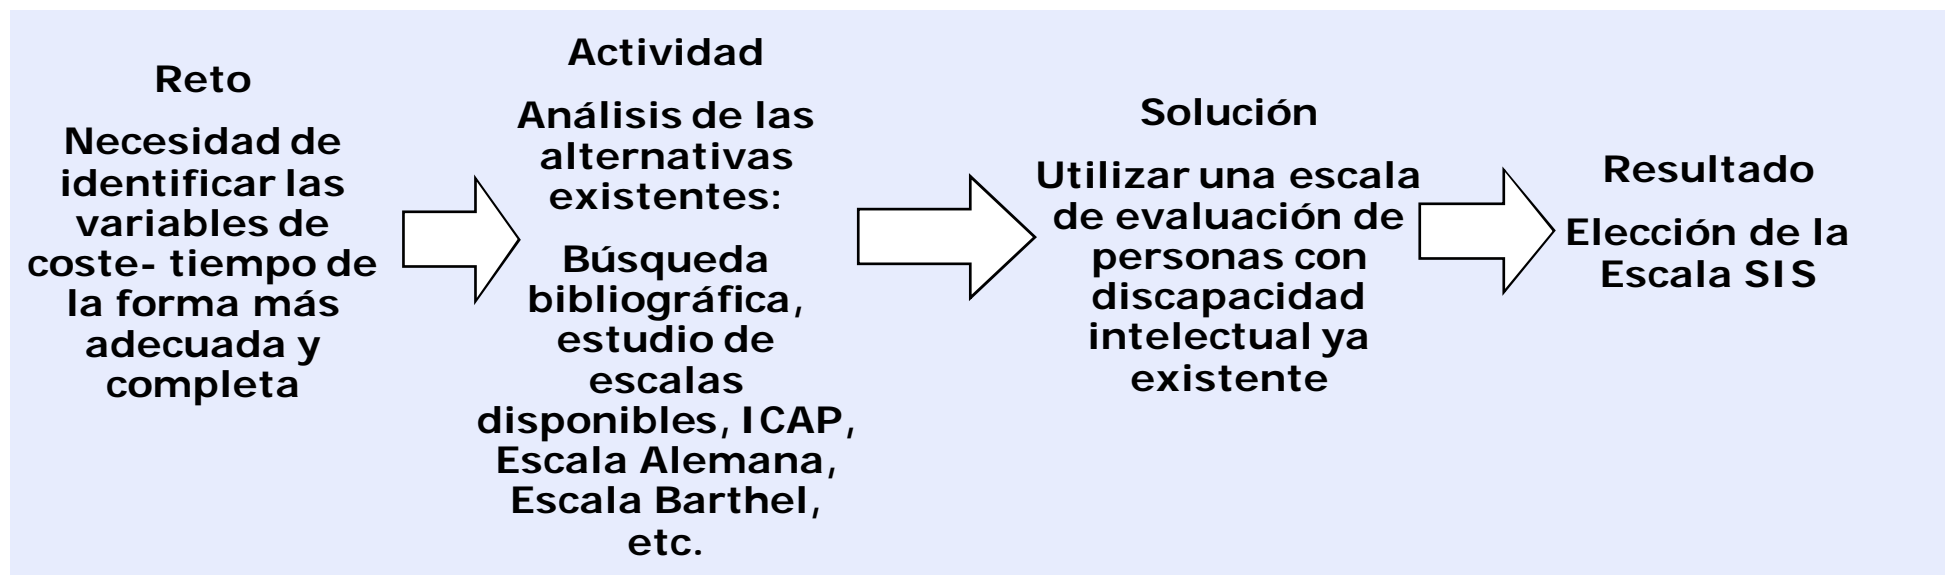 Reto
Necesidad de
identificar las
variables de
coste- tiempo de
la forma más
adecuada y
completa
Actividad
Análisis de las
alternativas
existentes:
Búsqueda
bibliográfica,
estudio de
escalas
disponibles, ICAP,
Escala Alemana,
Escala Barthel,
etc.
Solución
Utilizar una escala
de evaluación de
personas con
discapacidad
intelectual ya
existente
Resultado
Elección de la
Escala SIS